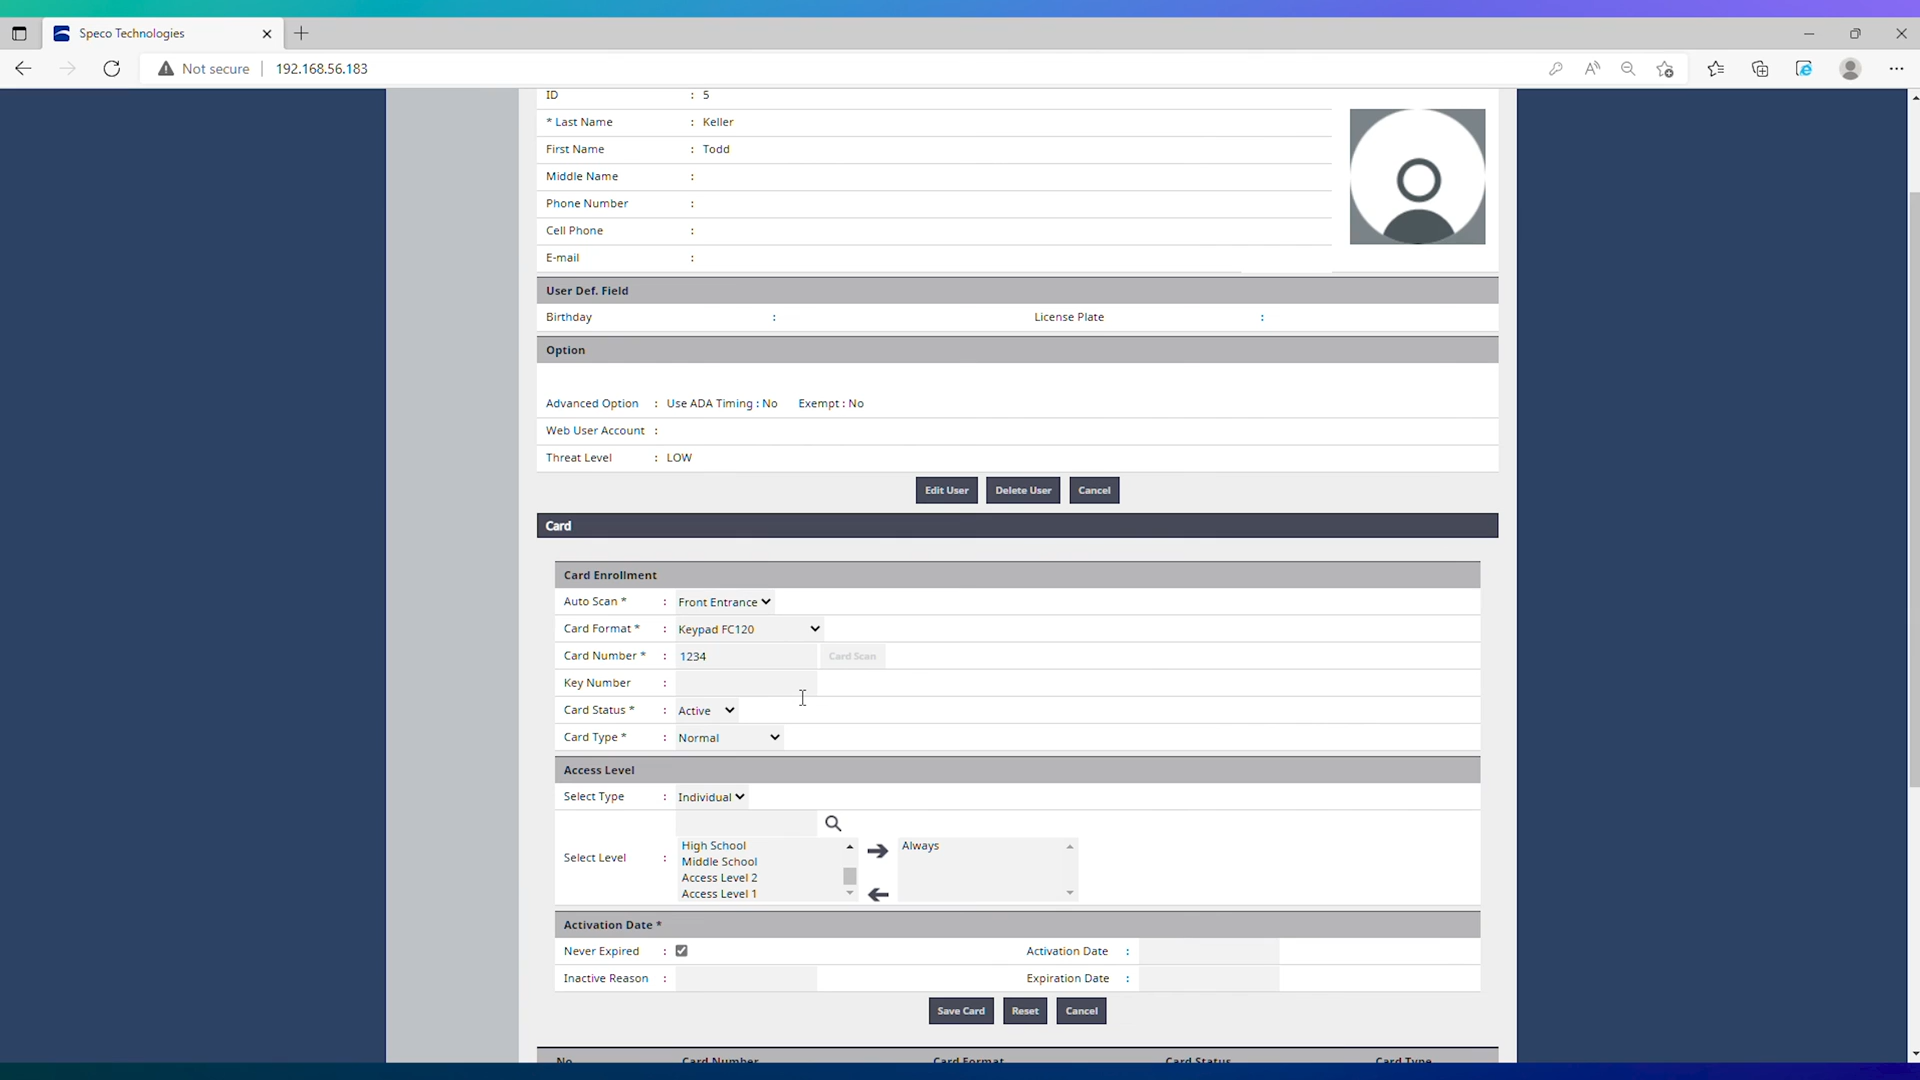 Speco Technologies
Not secure 192.168.56.183
ID : 5
* Last Name : Keller
First Name : Todd
Middle Name :
Phone Number :
Cell Phone :
E-mail :
User Def. Field
Birthday : License Plate :
Option
Advanced Option : Use ADA Timing : No Exempt : No
Web User Account :
Threat Level : LOW
Edit User Delete User Cancel
Card
Card Enrollment
Auto Scan * : Front Entrance
Card Format * : Keypad FC120
Card Number * : 1234 Card Scan
Key Number :
Card Status * : Active
Card Type * : Normal
Access Level
Select Type : Individual
Select Level :
High School
Middle School
Access Level 2
Access Level 1
Always
Activation Date *
Never Expired : Activation Date :
Inactive Reason : Expiration Date :
Save Card Reset Cancel
No Card Number Card Format Card Status Card Type